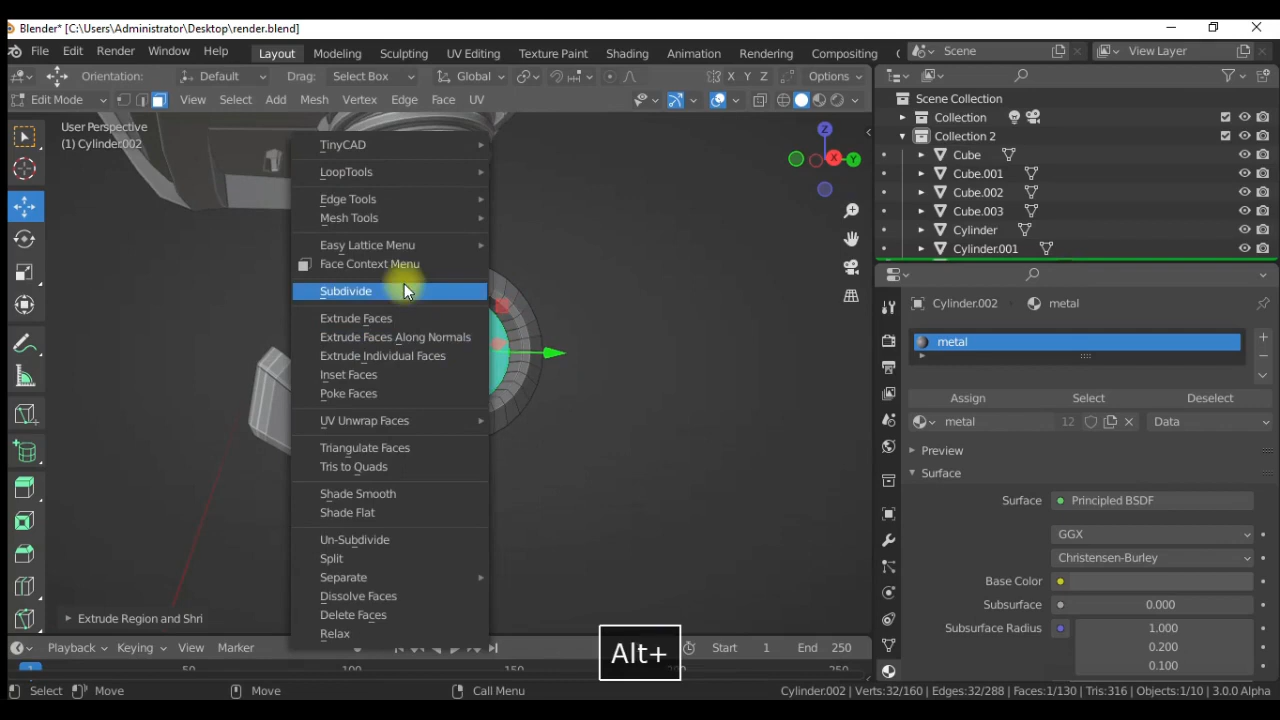 Blender* [C:\Users\Administrator\Desktop\render.blend]
File Edit Render Window Help Layout Modeling Sculpting UV Editing Texture Paint Shading Animation Rendering Compositing Scene View Layer
Orientation: Default Drag: Select Box Global X Y Z Options
Edit Mode View Select Add Mesh Vertex Edge Face UV
Scene Collection
Collection
Collection 2
Cube
Cube.001
Cube.002
Cube.003
Cylinder
Cylinder.001
User Perspective
(1) Cylinder.002
Z
X
Y
TinyCAD
LoopTools
Edge Tools
Mesh Tools
Easy Lattice Menu
Face Context Menu
Subdivide
Extrude Faces
Extrude Faces Along Normals
Extrude Individual Faces
Inset Faces
Poke Faces
UV Unwrap Faces
Triangulate Faces
Tris to Quads
Shade Smooth
Shade Flat
Un-Subdivide
Split
Separate
Dissolve Faces
Delete Faces
Relax
Extrude Region and Shri
Alt+
Cylinder.002 metal
metal
Assign Select Deselect
metal 12 Data
Preview
Surface
Surface Principled BSDF
GGX
Christensen-Burley
Base Color
Subsurface 0.000
Subsurface Radius 1.000
0.200
0.100
Playback Keying View Marker Start 1 End 250
1 50 100 150 250
Select Move Move Call Menu Cylinder.002 | Verts:32/160 | Edges:32/288 | Faces:1/130 | Tris:316 | Objects:1/10 | 3.0.0 Alpha